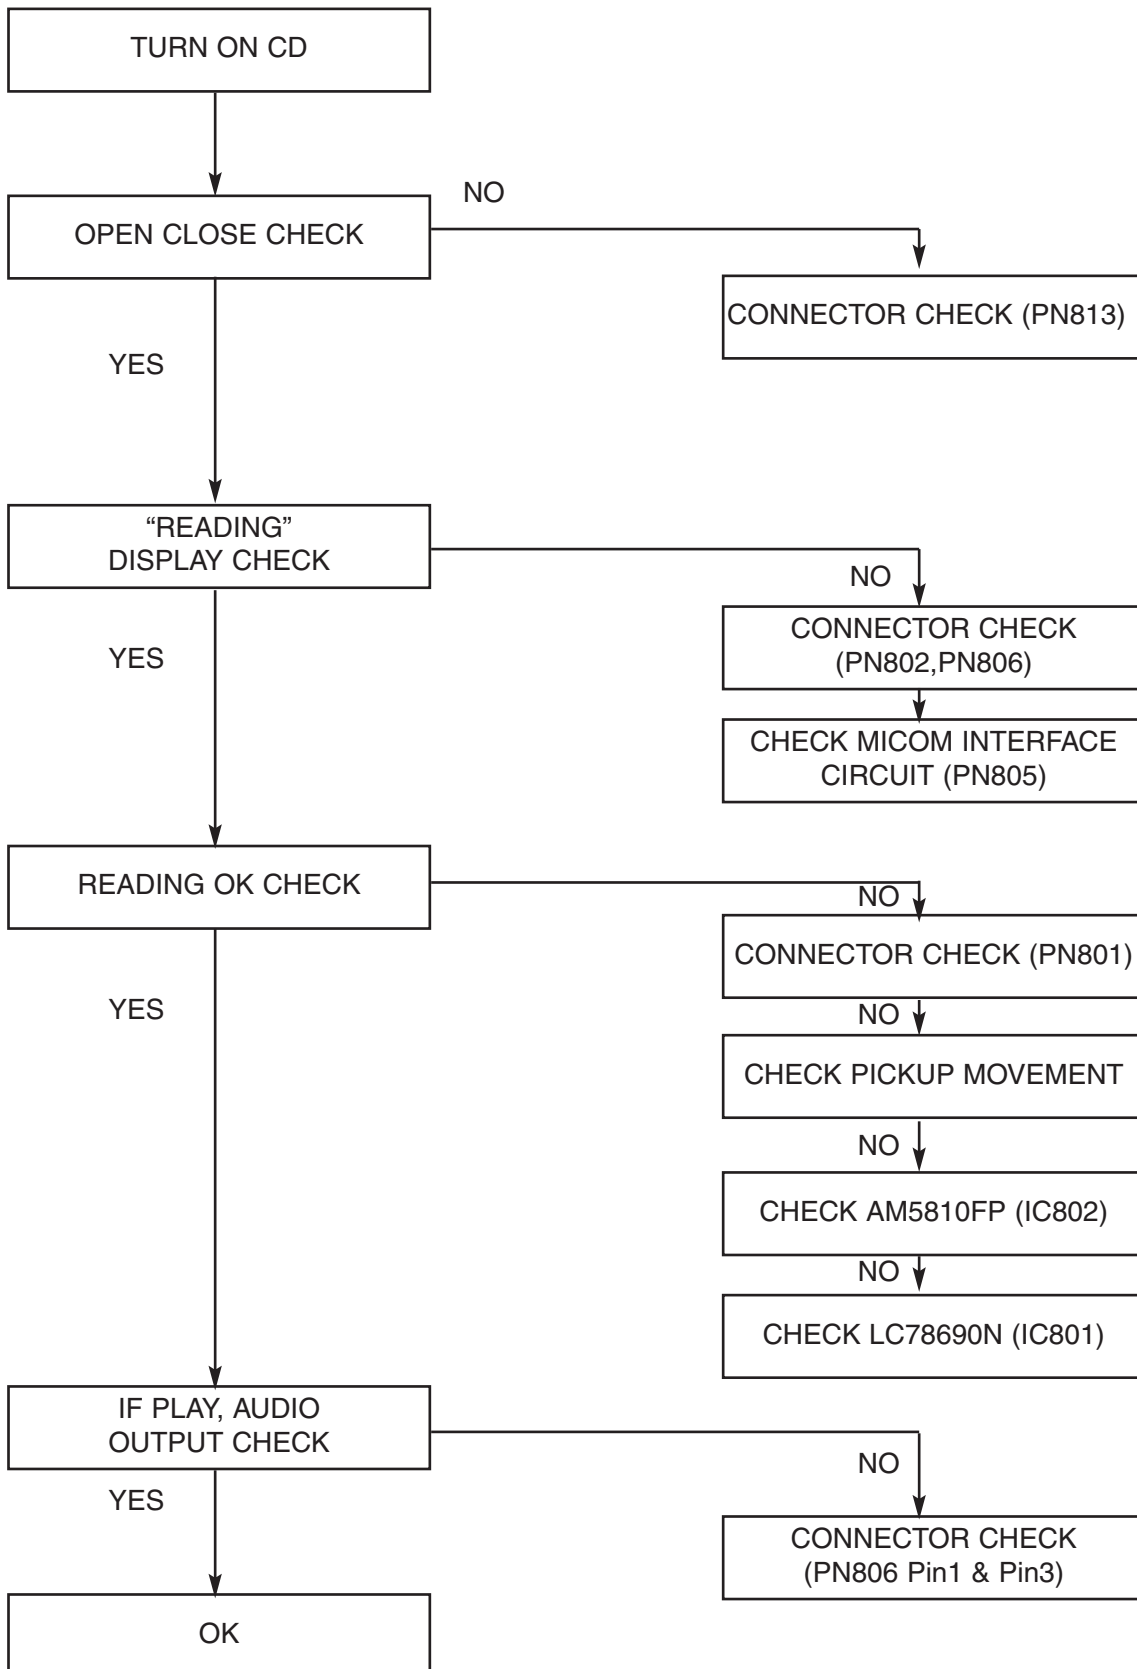 TURN ON CD
NO
OPEN CLOSE CHECK
CONNECTOR CHECK (PN813)
YES
“READING”
DISPLAY CHECK
NO
CONNECTOR CHECK
(PN802,PN806)
YES
CHECK MICOM INTERFACE
CIRCUIT (PN805)
READING OK CHECK
NO
CONNECTOR CHECK (PN801)
YES
NO
CHECK PICKUP MOVEMENT
NO
CHECK AM5810FP (IC802)
NO
CHECK LC78690N (IC801)
IF PLAY, AUDIO
OUTPUT CHECK
NO
YES
CONNECTOR CHECK
(PN806 Pin1 & Pin3)
OK